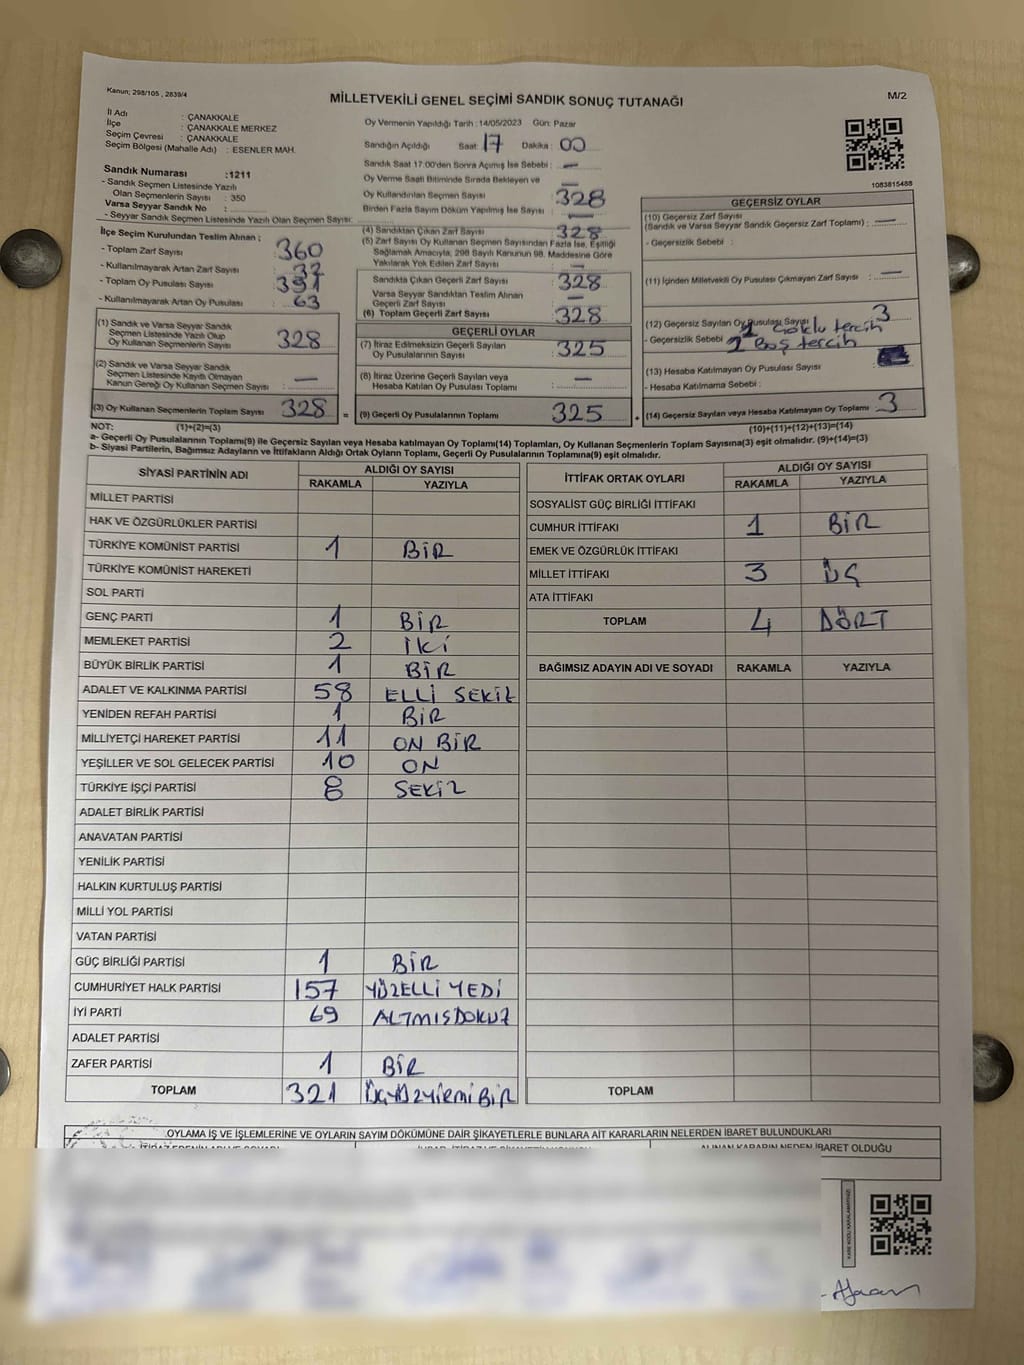 Kanun; 298/105 , 2839/4
MİLLETVEKİLİ GENEL SEÇİMİ SANDIK SONUÇ TUTANAĞI
M/2
İl Adı : ÇANAKKALE
İlçe : ÇANAKKALE MERKEZ
Seçim Çevresi : ÇANAKKALE
Seçim Bölgesi (Mahalle Adı) : ESENLER MAH.
Oy Vermenin Yapıldığı Tarih : 14/05/2023 Gün: Pazar
Sandığın Açıldığı Saat : 17 Dakika : 00
Sandık Saat 17:00'den Sonra Açımış İse Sebebi : —
Oy Verme Saati Bitiminde Sırada Bekleyen ve
Oy Kullandırılan Seçmen Sayısı 328
Birden Fazla Sayım Döküm Yapılmış İse Sayısı —
1083815488
Sandık Numarası :1211
- Sandık Seçmen Listesinde Yazılı
Olan Seçmenlerin Sayısı : 350
Varsa Seyyar Sandık No :
- Seyyar Sandık Seçmen Listesinde Yazılı Olan Seçmen Sayısı:
İlçe Seçim Kurulundan Teslim Alınan ;
- Toplam Zarf Sayısı 360
- Kullanılmayarak Artan Zarf Sayısı
- Toplam Oy Pusulası Sayısı 391
- Kullanılmayarak Artan Oy Pusulası 63
(1) Sandık ve Varsa Seyyar Sandık
Seçmen Listesinde Yazılı Olup
Oy Kullanan Seçmenlerin Sayısı 328
(2) Sandık ve Varsa Seyyar Sandık
Seçmen Listesinde Kaydı Olmayan
Kanun Gereği Oy Kullanan Seçmen Sayısı : —
(3) Oy Kullanan Seçmenlerin Toplam Sayısı 328 =
(4) Sandıktan Çıkan Zarf Sayısı 328
(5) Zarf Sayısı Oy Kullanan Seçmen Sayısından Fazla İse, Eşitliği
Sağlamak Amacıyla, 298 Sayılı Kanunun 98. Maddesine Göre
Yakılarak Yok Edilen Zarf Sayısı —
Sandıkta Çıkan Geçerli Zarf Sayısı 328
Varsa Seyyar Sandıktan Teslim Alınan
Geçerli Zarf Sayısı —
(6) Toplam Geçerli Zarf Sayısı 328
GEÇERLİ OYLAR
(7) İtiraz Edilmeksizin Geçerli Sayılan
Oy Pusulalarının Sayısı 325
(8) İtiraz Üzerine Geçerli Sayılan veya
Hesaba Katılan Oy Pusulası Toplamı : —
(9) Geçerli Oy Pusulalarının Toplamı 325 +
GEÇERSİZ OYLAR
(10) Geçersiz Zarf Sayısı
(Sandık ve Varsa Seyyar Sandık Geçersiz Zarf Toplamı) : —
- Geçersizlik Sebebi :
(11) İçinden Milletvekili Oy Pusulası Çıkmayan Zarf Sayısı : —
(12) Geçersiz Sayılan Oy Pusulası Sayısı 3
- Geçersizlik Sebebi 2 Boş tercih
(13) Hesaba Katılmayan Oy Pusulası Sayısı
- Hesaba Katılmama Sebebi :
(14) Geçersiz Sayılan veya Hesaba Katılmayan Oy Toplamı 3
NOT: (1)+(2)=(3)
(10)+(11)+(12)+(13)=(14)
a- Geçerli Oy Pusulalarının Toplamı(9) ile Geçersiz Sayılan veya Hesaba katılmayan Oy Toplamı(14) Toplamları, Oy Kullanan Seçmenlerin Toplam Sayısına(3) eşit olmalıdır. (9)+(14)=(3)
b- Siyasi Partilerin, Bağımsız Adayların ve İttifakların Aldığı Ortak Oyların Toplamı, Geçerli Oy Pusulalarının Toplamına(9) eşit olmalıdır.
SİYASİ PARTİNİN ADI ALDIĞI OY SAYISI
RAKAMLA YAZIYLA
MİLLET PARTİSİ
HAK VE ÖZGÜRLÜKLER PARTİSİ
TÜRKİYE KOMÜNİST PARTİSİ 1 BİR
TÜRKİYE KOMÜNİST HAREKETİ
SOL PARTİ
GENÇ PARTİ 1 BİR
MEMLEKET PARTİSİ 2 İKİ
BÜYÜK BİRLİK PARTİSİ 1 BİR
ADALET VE KALKINMA PARTİSİ 58 ELLİ SEKİZ
YENİDEN REFAH PARTİSİ 1 BİR
MİLLİYETÇİ HAREKET PARTİSİ 11 ON BİR
YEŞİLLER VE SOL GELECEK PARTİSİ 10 ON
TÜRKİYE İŞÇİ PARTİSİ 8 SEKİZ
ADALET BİRLİK PARTİSİ
ANAVATAN PARTİSİ
YENİLİK PARTİSİ
HALKIN KURTULUŞ PARTİSİ
MİLLİ YOL PARTİSİ
VATAN PARTİSİ
GÜÇ BİRLİĞİ PARTİSİ 1 BİR
CUMHURİYET HALK PARTİSİ 157 YÜZELLİ YEDİ
İYİ PARTİ 69 ALTMIŞDOKUZ
ADALET PARTİSİ
ZAFER PARTİSİ 1 BİR
TOPLAM 321 ÜÇYÜZYİRMİ BİR
İTTİFAK ORTAK OYLARI ALDIĞI OY SAYISI
RAKAMLA YAZIYLA
SOSYALİST GÜÇ BİRLİĞİ İTTİFAKI
CUMHUR İTTİFAKI 1 BİR
EMEK VE ÖZGÜRLÜK İTTİFAKI
MİLLET İTTİFAKI 3 ÜÇ
ATA İTTİFAKI
TOPLAM 4 DÖRT
BAĞIMSIZ ADAYIN ADI VE SOYADI RAKAMLA YAZIYLA
TOPLAM
OYLAMA İŞ VE İŞLEMLERİNE VE OYLARIN SAYIM DÖKÜMÜNE DAİR ŞİKAYETLERLE BUNLARA AİT KARARLARIN NELERDEN İBARET BULUNDUKLARI
ALINAN KARARIN NEDEN İBARET OLDUĞU